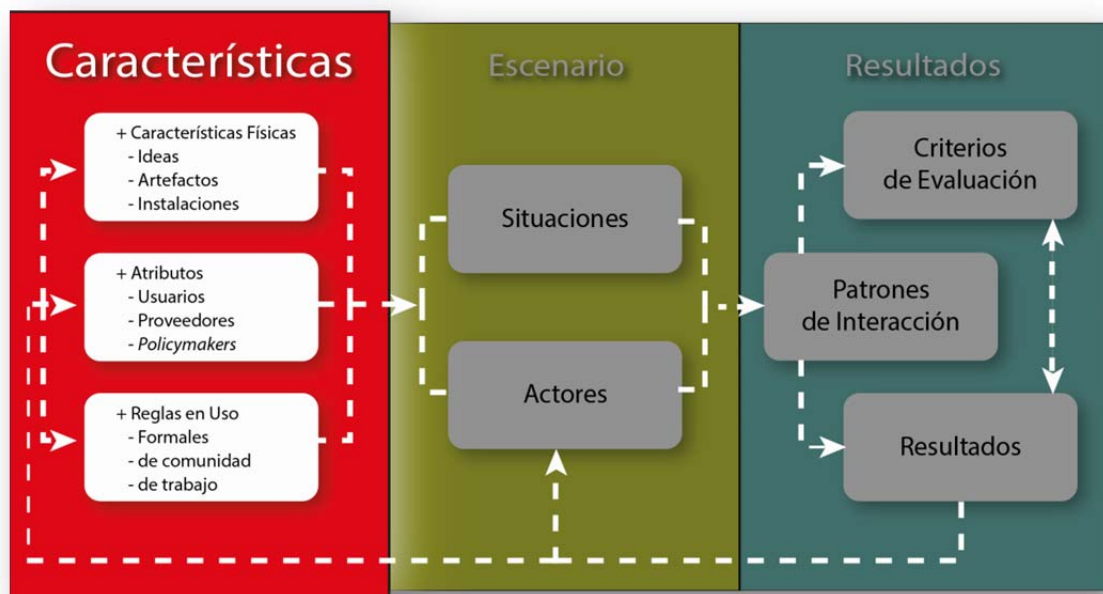 Características
+ Características Físicas
- Ideas
- Artefactos
- Instalaciones
+ Atributos
- Usuarios
- Proveedores
- Policymakers
+ Reglas en Uso
- Formales
- de comunidad
- de trabajo
Escenario
Situaciones
Actores
Resultados
Criterios
de Evaluación
Patrones
de Interacción
Resultados